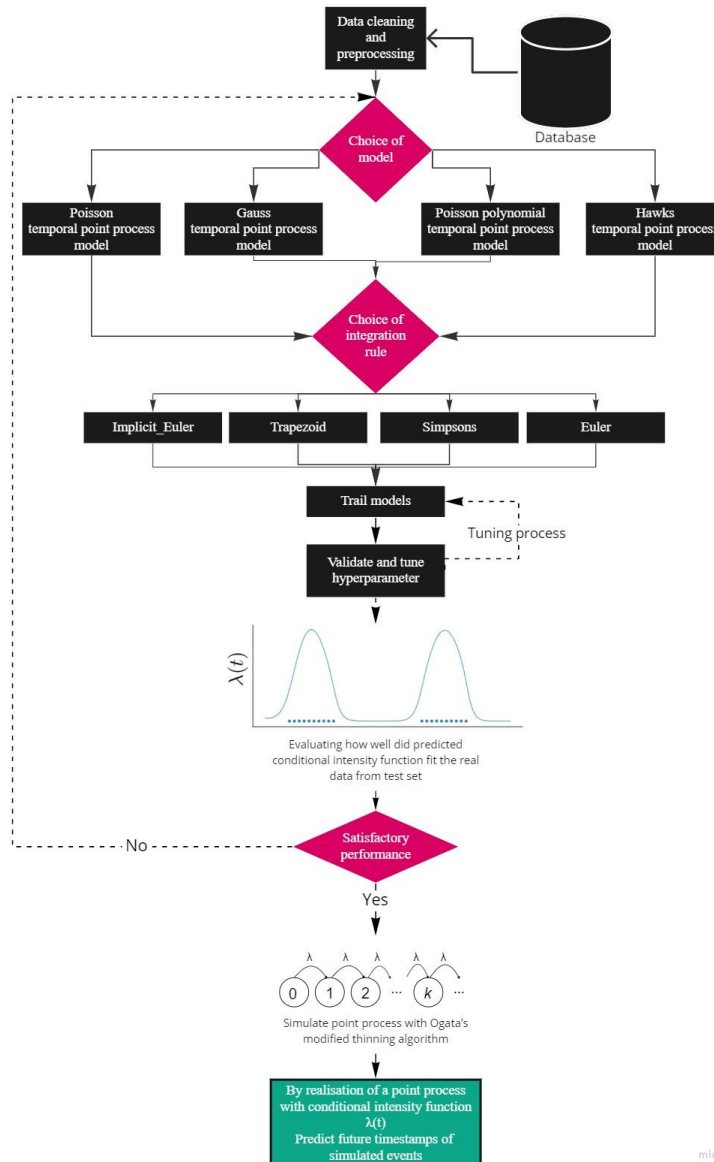 Data cleaning
and
preprocessing
Database
Choice of
model
Poisson
temporal point process
model
Gauss
temporal point process
model
Poisson polynomial
temporal point process
model
Hawks
temporal point process
model
Choice of
integration
rule
Implicit_Euler
Trapezoid
Simpsons
Euler
Trail models
Tuning process
Validate and tune
hyperparameter
λ(t)
Evaluating how well did predicted
conditional intensity function fit the real
data from test set
Satisfactory
performance
No
Yes
λ λ λ λ λ
0 1 2 ... k ...
Simulate point process with Ogata's
modified thinning algorithm
By realisation of a point process
with conditional intensity function
λ(t)
Predict future timestamps of
simulated events